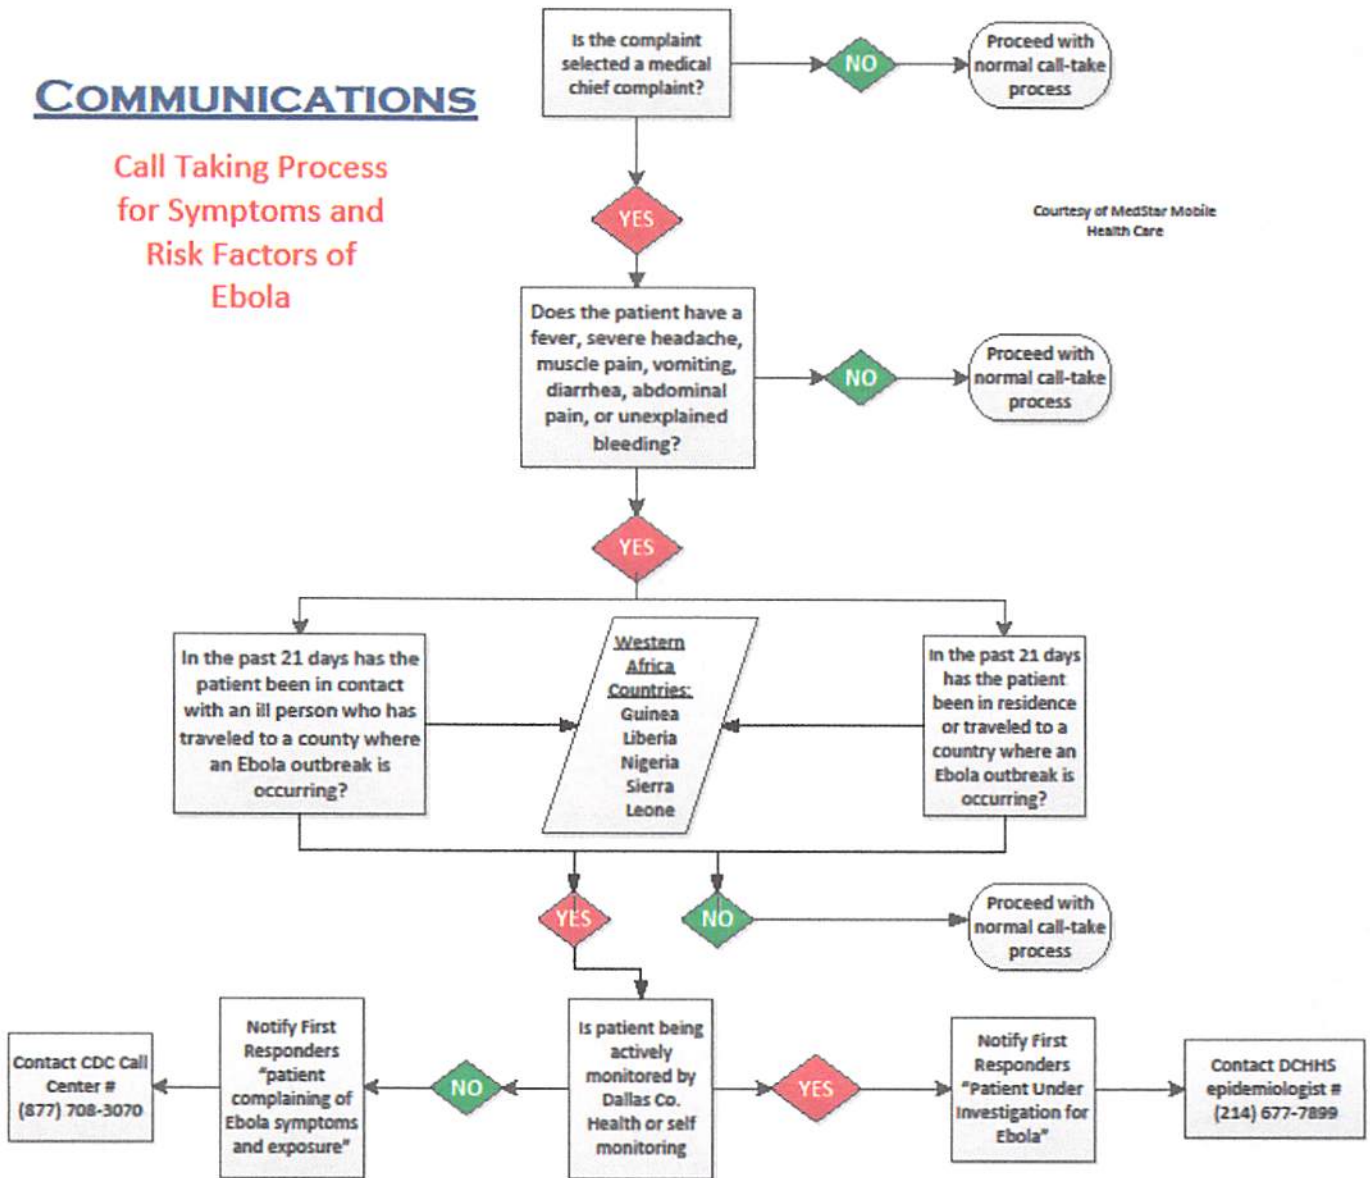 COMMUNICATIONS
Call Taking Process
for Symptoms and
Risk Factors of
Ebola
Is the complaint
selected a medical
chief complaint?
NO
Proceed with
normal call-take
process
YES
Courtesy of MedStar Mobile
Health Care
Does the patient have a
fever, severe headache,
muscle pain, vomiting,
diarrhea, abdominal
pain, or unexplained
bleeding?
NO
Proceed with
normal call-take
process
YES
In the past 21 days has the
patient been in contact
with an ill person who has
traveled to a county where
an Ebola outbreak is
occurring?
Western
Africa
Countries:
Guinea
Liberia
Nigeria
Sierra
Leone
In the past 21 days
has the patient
been in residence
or traveled to a
country where an
Ebola outbreak is
occurring?
YES
NO
Proceed with
normal call-take
process
Contact CDC Call
Center #
(877) 708-3070
Notify First
Responders
"patient
complaining of
Ebola symptoms
and exposure"
NO
Is patient being
actively
monitored by
Dallas Co.
Health or self
monitoring
YES
Notify First
Responders
"Patient Under
Investigation for
Ebola"
Contact DCHHS
epidemiologist #
(214) 677-7899